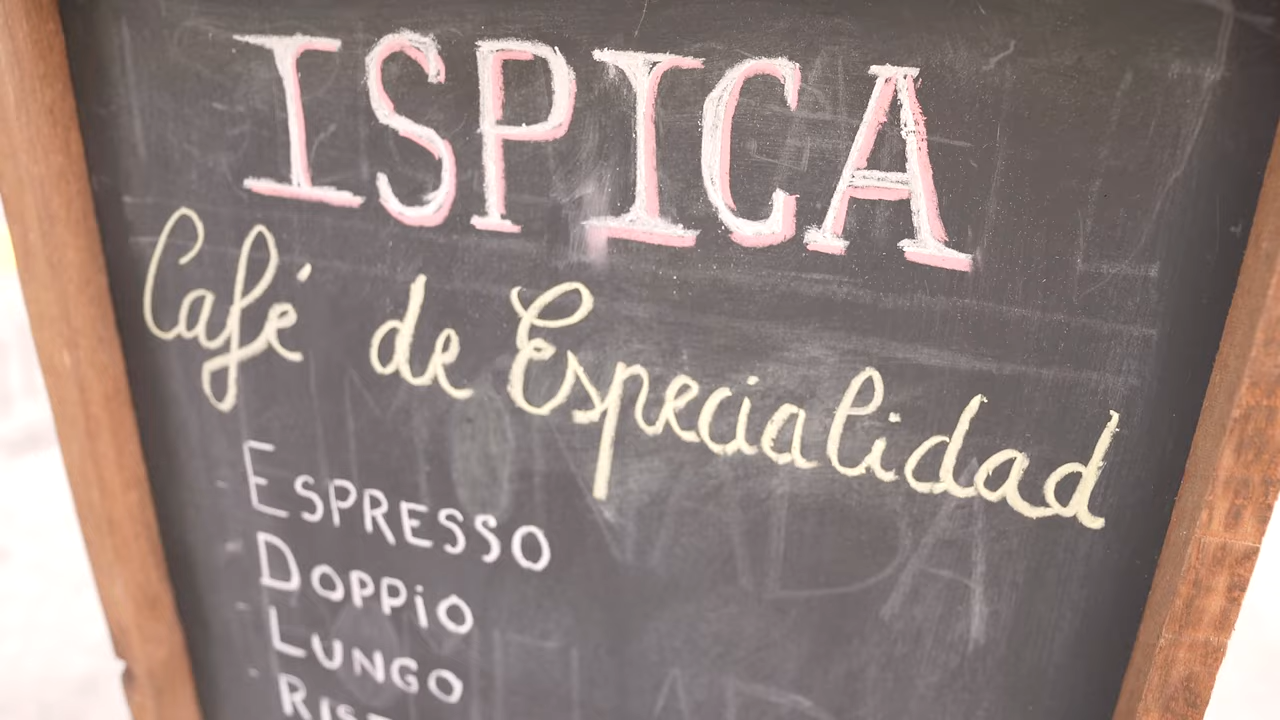 ISPICA
Café de Especialidad
- ESPRESSO
- DOPPiO
- LUNGO